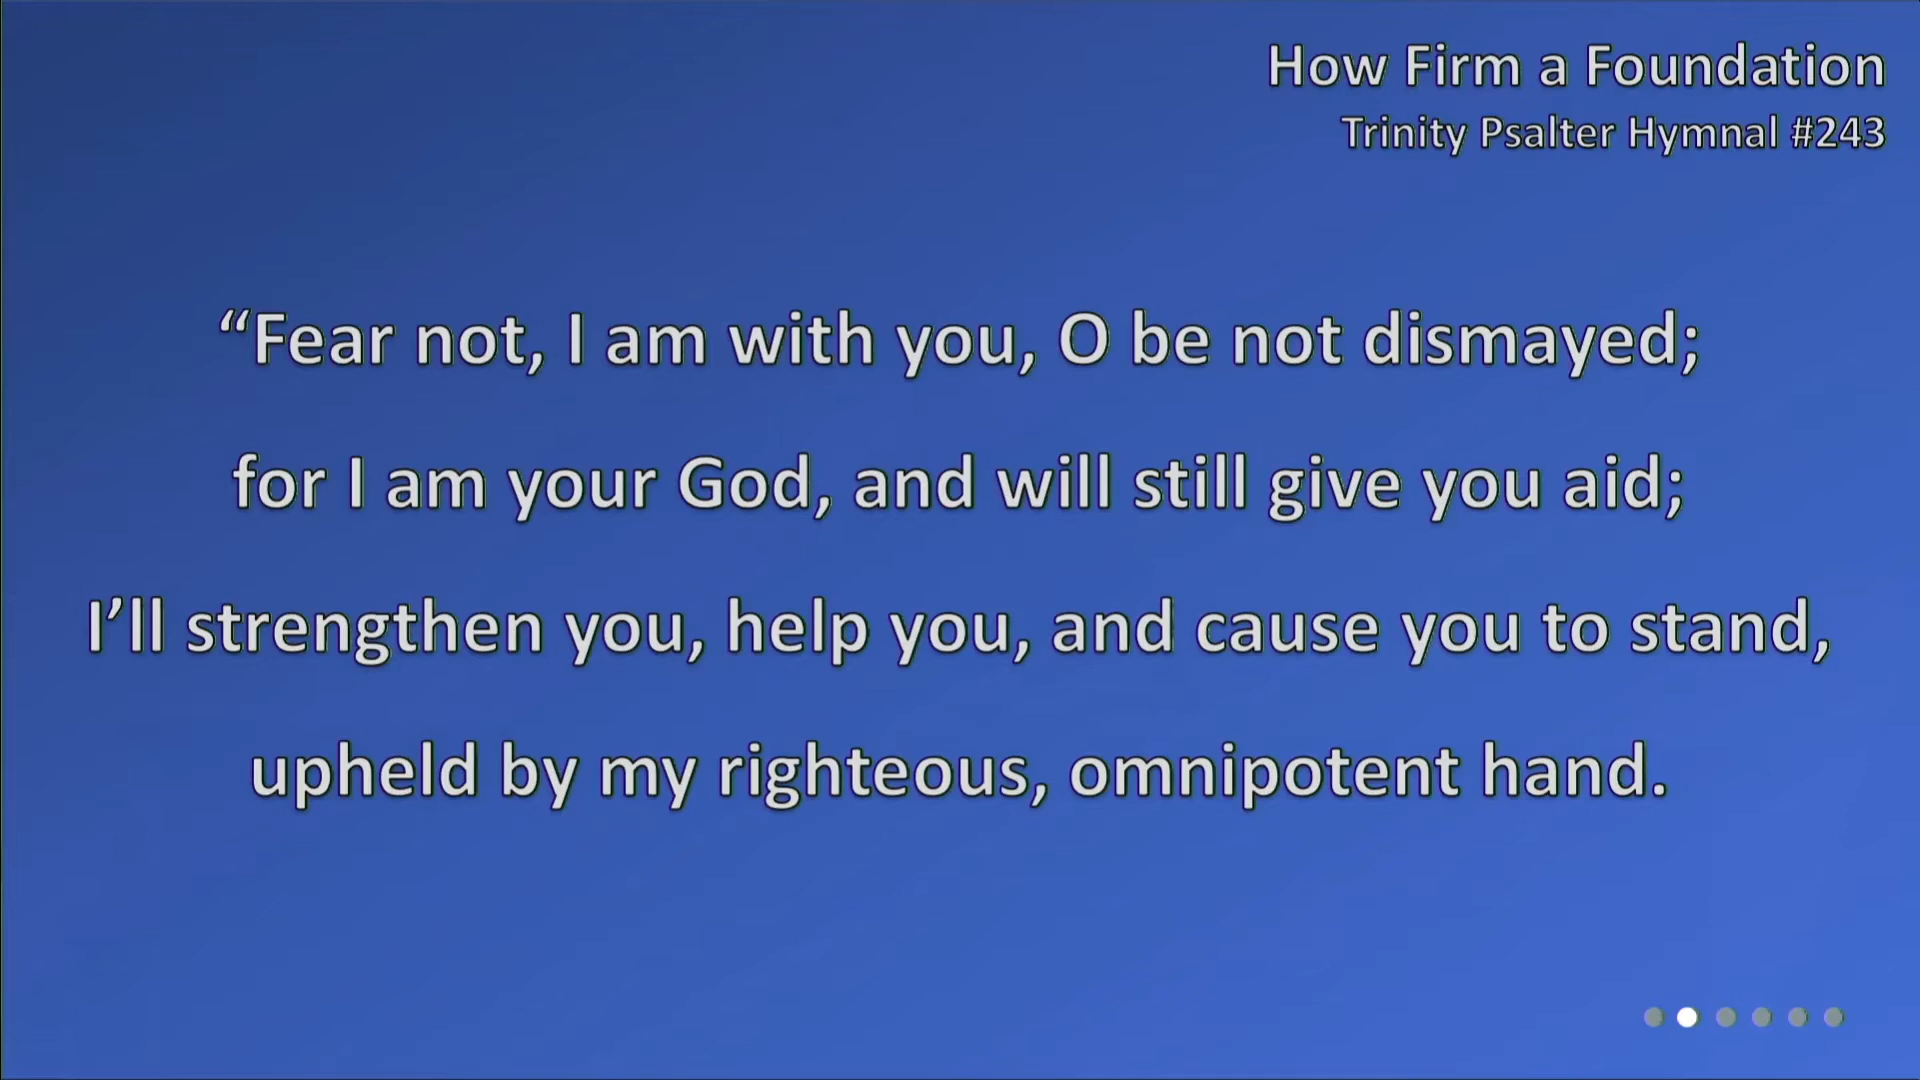 How Firm a Foundation
Trinity Psalter Hymnal #243
“Fear not, I am with you, O be not dismayed;
for I am your God, and will still give you aid;
I’ll strengthen you, help you, and cause you to stand,
upheld by my righteous, omnipotent hand.